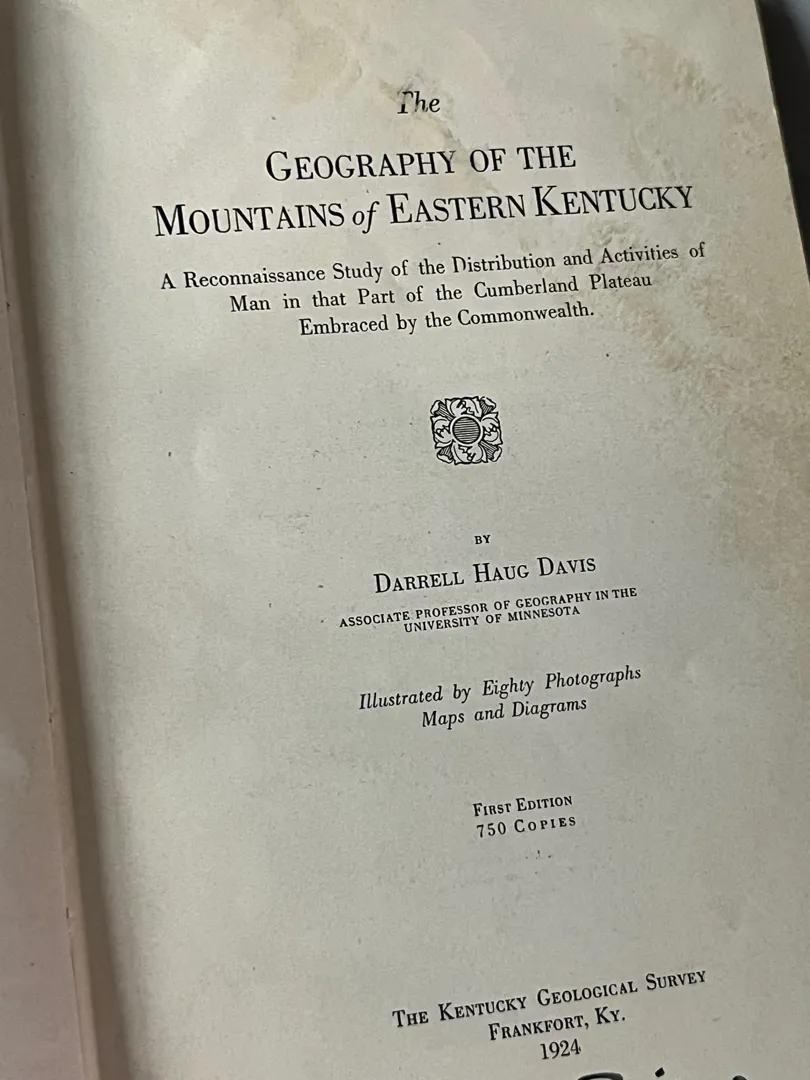 The
GEOGRAPHY OF THE
MOUNTAINS of EASTERN KENTUCKY
A Reconnaissance Study of the Distribution and Activities of
Man in that Part of the Cumberland Plateau
Embraced by the Commonwealth.
BY
DARRELL HAUG DAVIS
ASSOCIATE PROFESSOR OF GEOGRAPHY IN THE
UNIVERSITY OF MINNESOTA
Illustrated by Eighty Photographs
Maps and Diagrams
FIRST EDITION
750 COPIES
THE KENTUCKY GEOLOGICAL SURVEY
FRANKFORT, KY.
1924